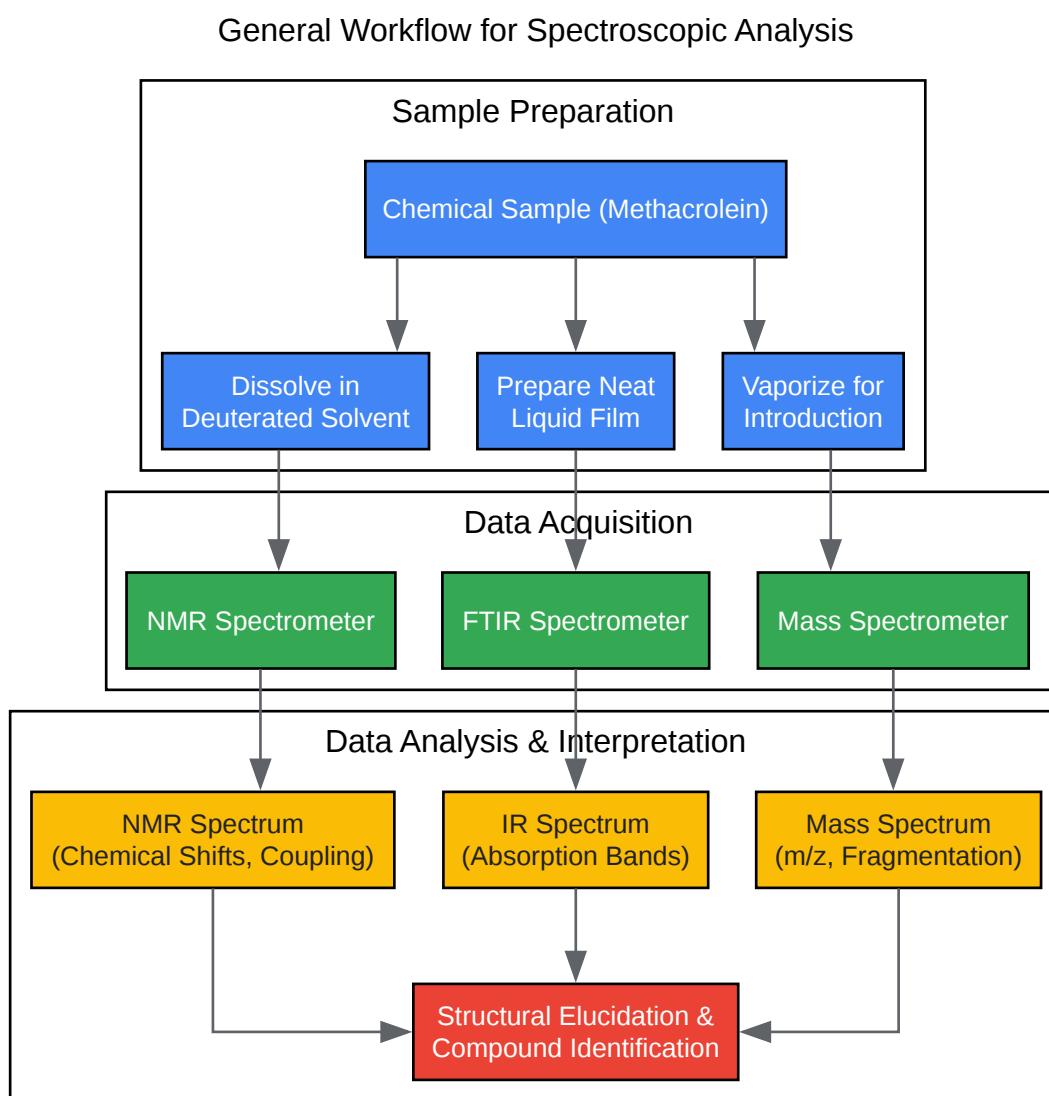 General Workflow for Spectroscopic Analysis
Sample Preparation
Chemical Sample (Methacrolein)
Dissolve in
Deuterated Solvent
Prepare Neat
Liquid Film
Vaporize for
Introduction
Data Acquisition
NMR Spectrometer
FTIR Spectrometer
Mass Spectrometer
Data Analysis & Interpretation
NMR Spectrum
(Chemical Shifts, Coupling)
IR Spectrum
(Absorption Bands)
Mass Spectrum
(m/z, Fragmentation)
Structural Elucidation &
Compound Identification